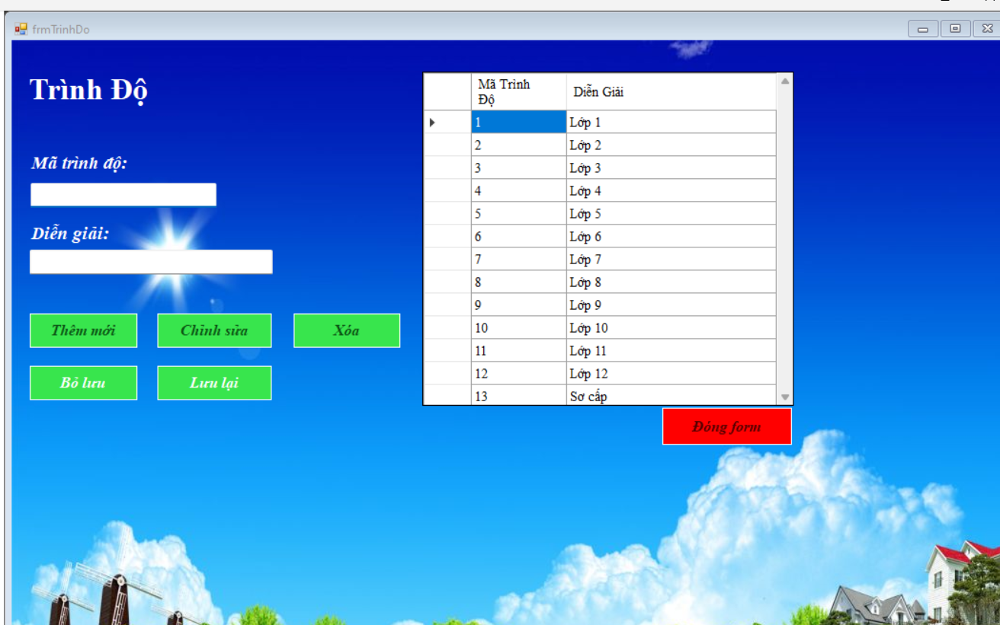 frmTrinhDo
Trình Độ
Mã trình độ:
Diễn giải:
Thêm mới Chỉnh sửa Xóa
Bỏ lưu Lưu lại
Mã Trình Độ Diễn Giải
1 Lớp 1
2 Lớp 2
3 Lớp 3
4 Lớp 4
5 Lớp 5
6 Lớp 6
7 Lớp 7
8 Lớp 8
9 Lớp 9
10 Lớp 10
11 Lớp 11
12 Lớp 12
13 Sơ cấp
Đóng form